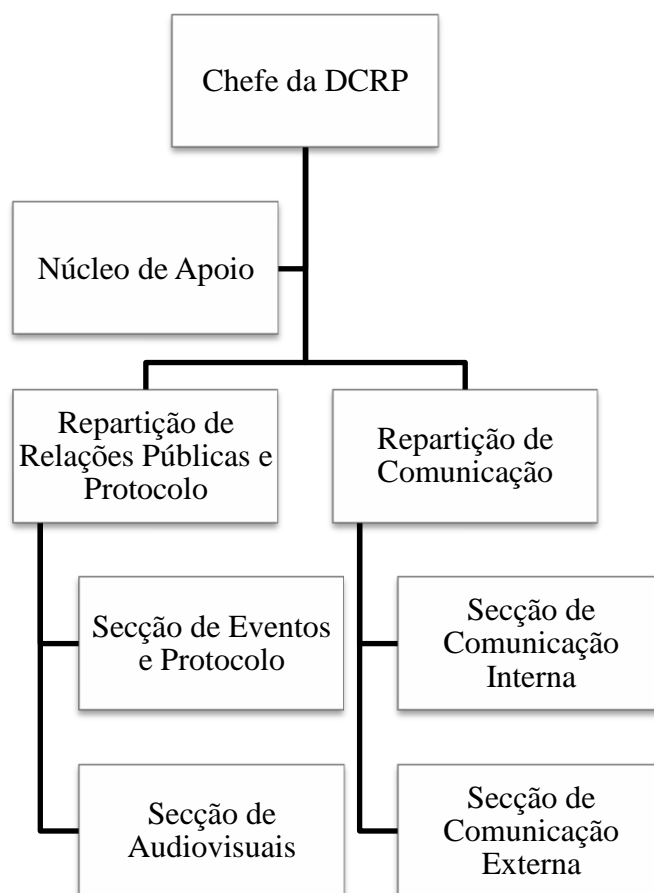 Chefe da DCRP
Núcleo de Apoio
Repartição de
Relações Públicas e
Protocolo
Repartição de
Comunicação
Secção de Eventos
e Protocolo
Secção de
Comunicação
Interna
Secção de
Audiovisuais
Secção de
Comunicação
Externa